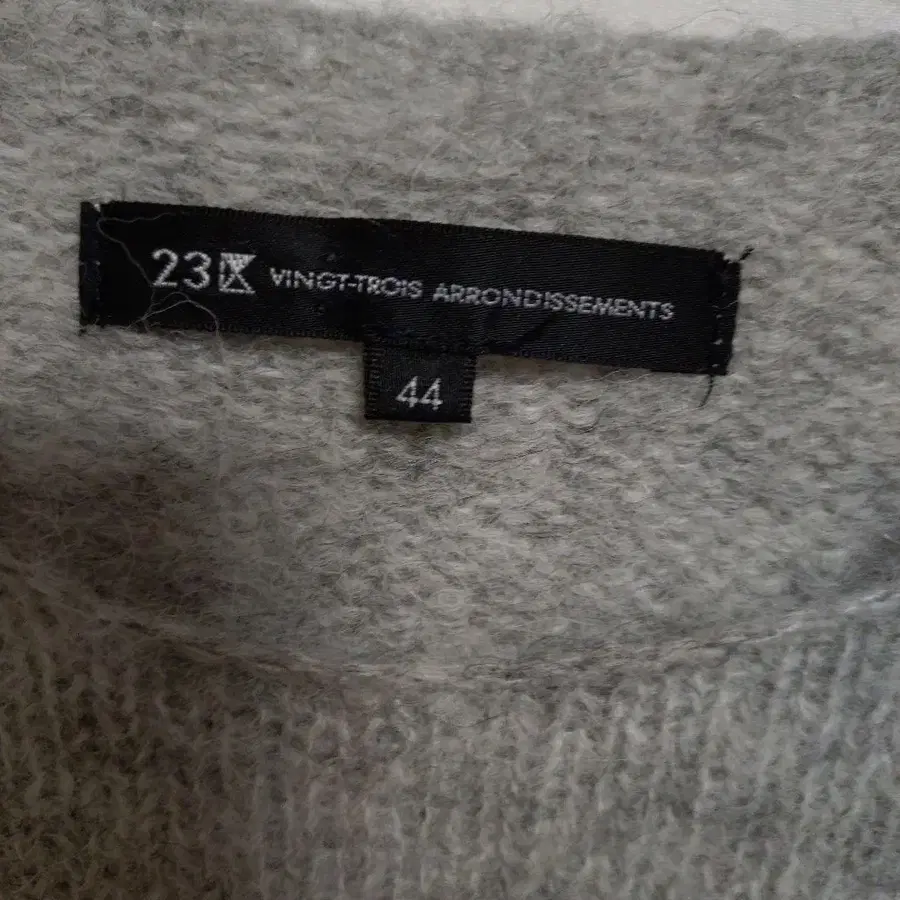 23区 VINGT-TROIS ARRONDISSEMENTS
44